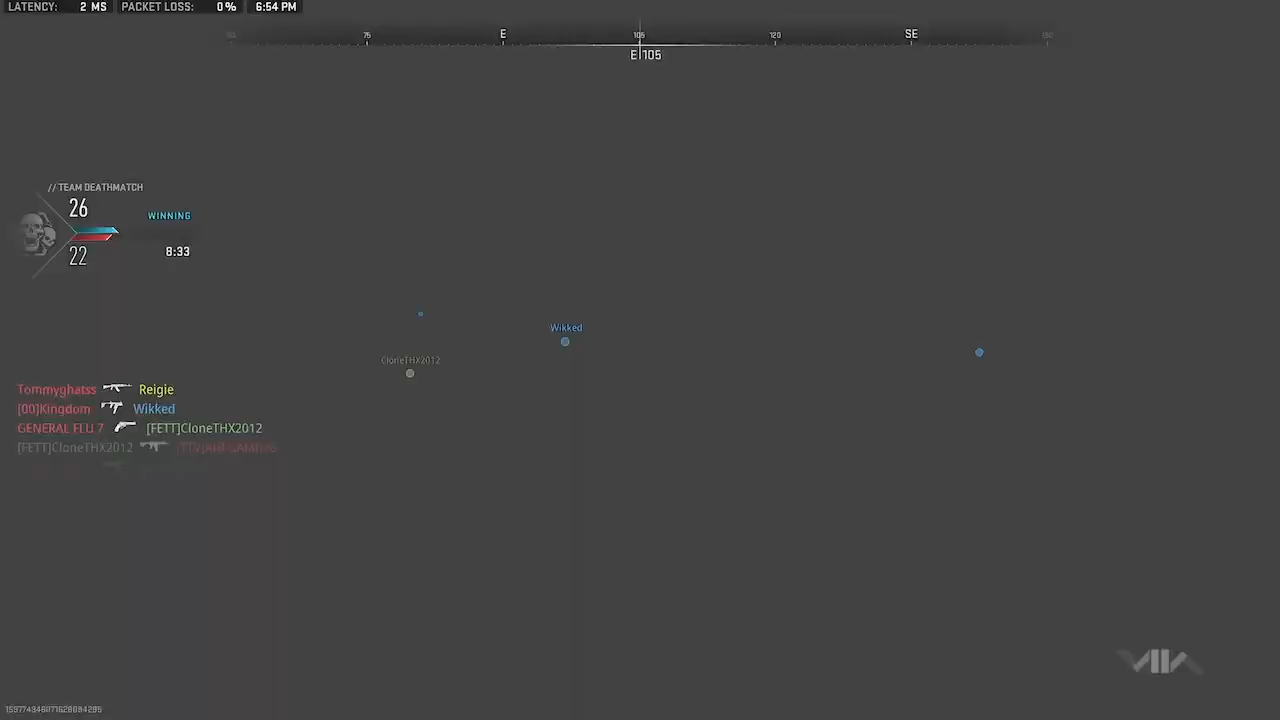 LATENCY: 2 MS PACKET LOSS: 0% 6:54 PM
75 E 105 120 SE
E 105
// TEAM DEATHMATCH
26
WINNING
22
8:33
Wikked
CloneTHX2012
Tommyghatss Reigie
[00]Kingdom Wikked
GENERAL FLU 7 [FETT]CloneTHX2012
[FETT]CloneTHX2012